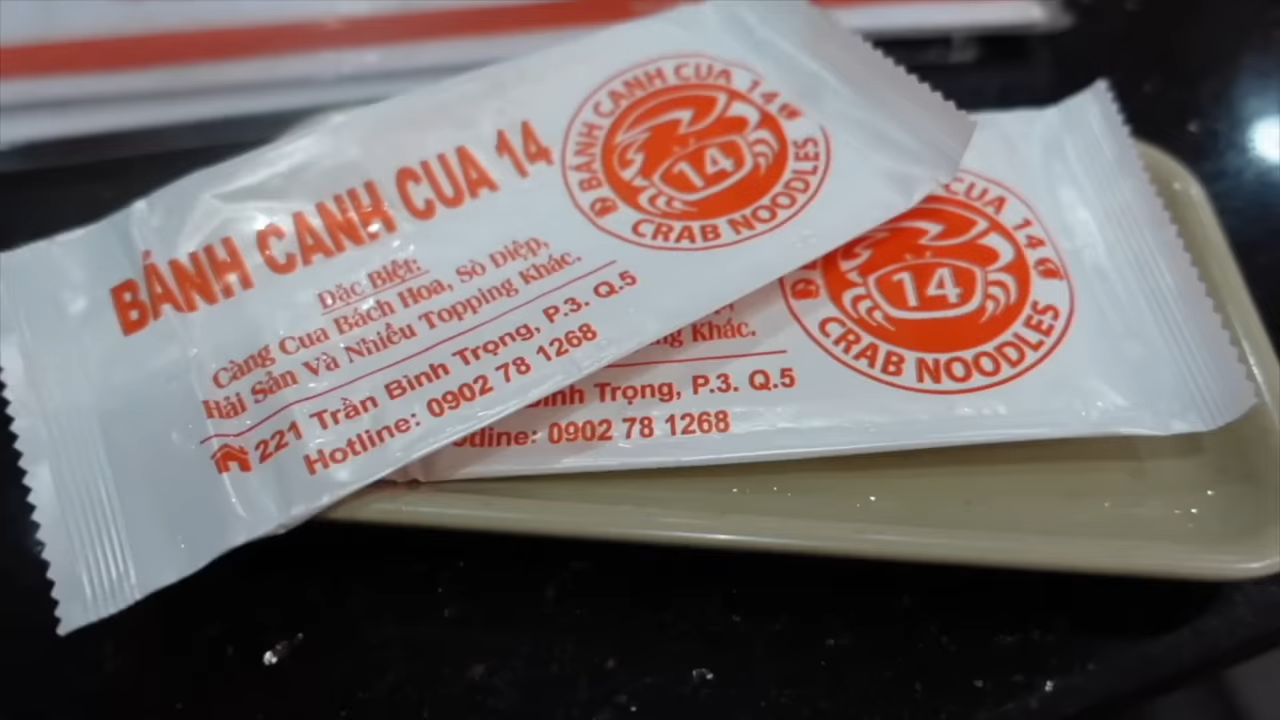 BÁNH CANH CUA 14
Đặc Biệt:
Càng Cua Bách Hoa, Sò Diệp,
Hải Sản Và Nhiều Topping Khác.
221 Trần Bình Trọng, P.3. Q.5
Hotline: 0902 78 1268
BÁNH CANH CUA 14
14
CRAB NOODLES
CUA 14
14
CRAB NOODLES
Khác.
Bình Trọng, P.3. Q.5
Hotline: 0902 78 1268